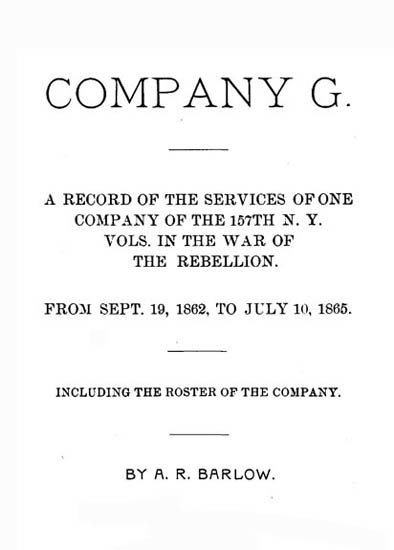 COMPANY G.
A RECORD OF THE SERVICES OF ONE
COMPANY OF THE 157TH N. Y.
VOLS. IN THE WAR OF
THE REBELLION.
FROM SEPT. 19, 1862, TO JULY 10, 1865.
INCLUDING THE ROSTER OF THE COMPANY.
BY A. R. BARLOW.